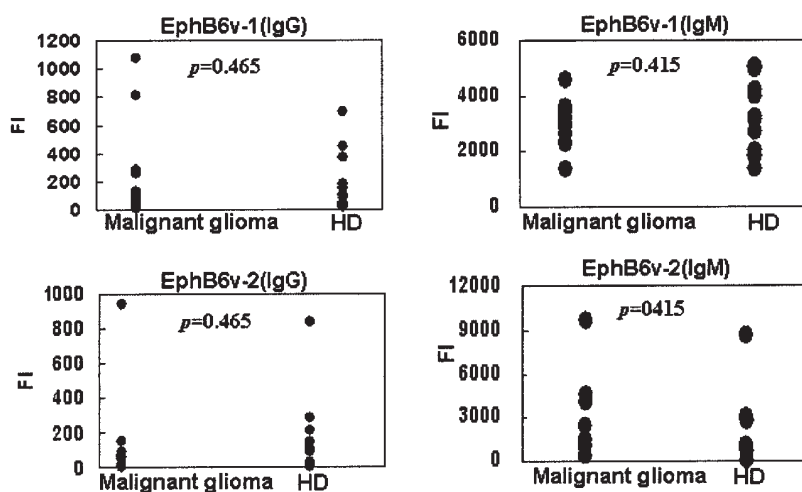 EphB6v-1(IgG)
1200
1000
800
600
400
200
0
FI
p=0.465
Malignant glioma HD
EphB6v-1(IgM)
6000
4000
2000
0
FI
p=0.415
Malignant glioma HD
EphB6v-2(IgG)
1000
800
600
400
200
0
FI
p=0.465
Malignant glioma HD
EphB6v-2(IgM)
12000
9000
6000
3000
0
FI
p=0415
Malignant glioma HD